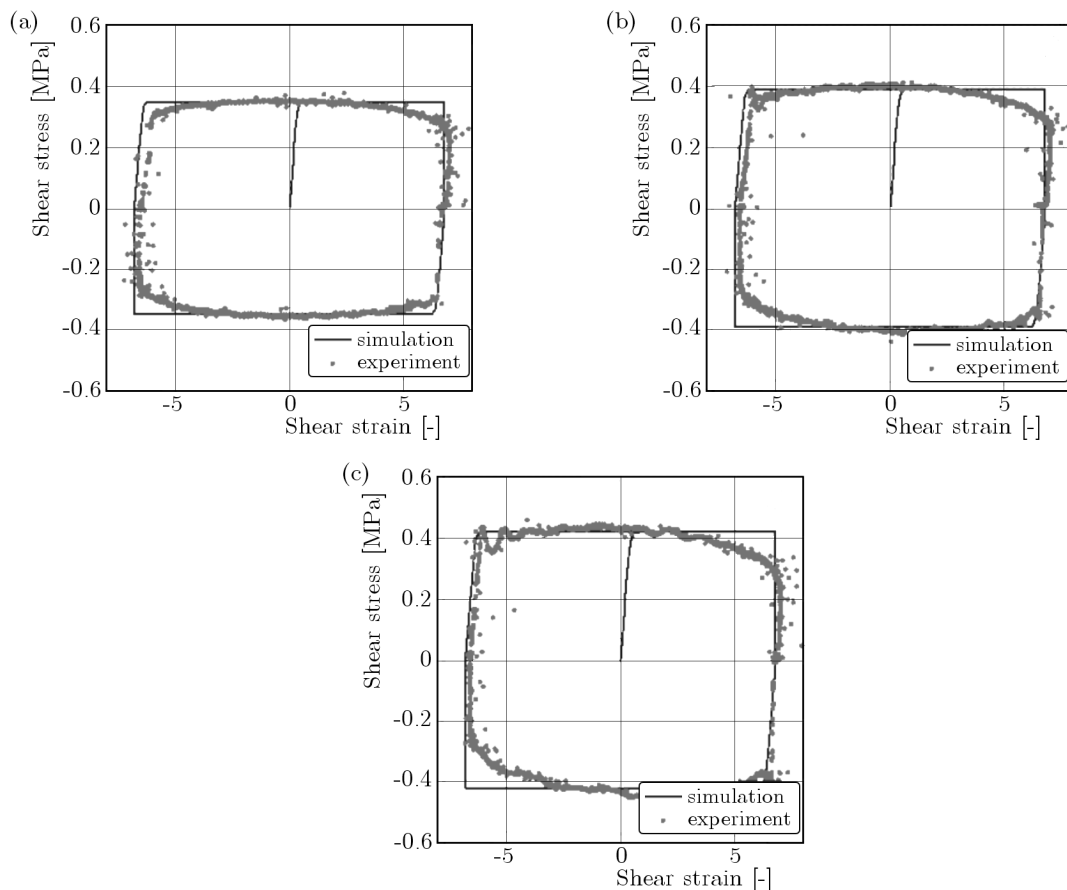 (a)
Shear stress [MPa]
0.6
0.4
0.2
0
-0.2
-0.4
-0.6
simulation
experiment
-5
0
5
Shear strain [-]
(b)
Shear stress [MPa]
0.6
0.4
0.2
0
-0.2
-0.4
-0.6
simulation
experiment
-5
0
5
Shear strain [-]
(c)
Shear stress [MPa]
0.6
0.4
0.2
0
-0.2
-0.4
-0.6
simulation
experiment
-5
0
5
Shear strain [-]